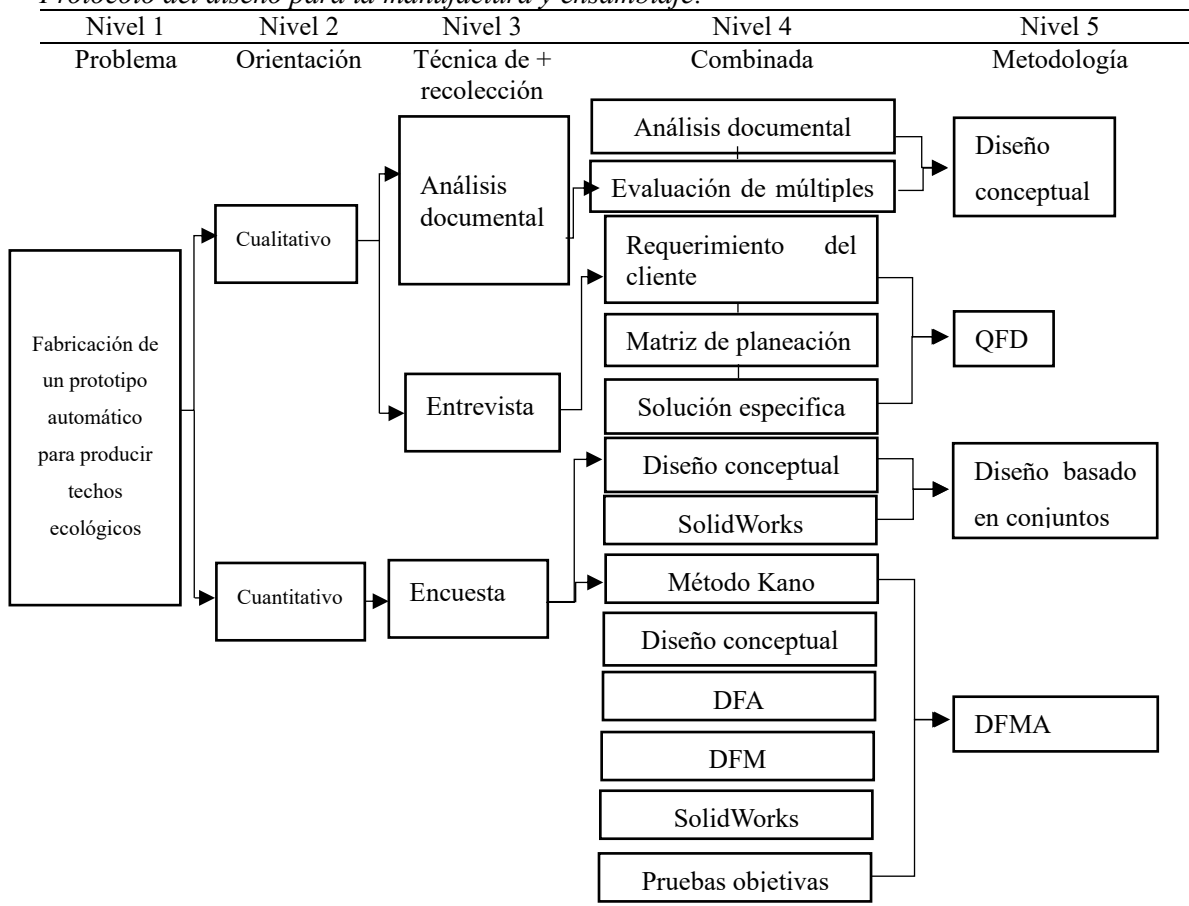 Protocolo del diseño para la manufactura y ensamblaje.
Nivel 1 Nivel 2 Nivel 3 Nivel 4 Nivel 5
Problema Orientación Técnica de + Combinada Metodología
recolección
Análisis documental
Evaluación de múltiples
Diseño
conceptual
Análisis
documental
Cualitativo
Requerimiento del
cliente
Matriz de planeación
Solución especifica
QFD
Entrevista
Fabricación de
un prototipo
automático
para producir
techos
ecológicos
Diseño conceptual
SolidWorks
Diseño basado
en conjuntos
Cuantitativo
Encuesta
Método Kano
Diseño conceptual
DFA
DFM
SolidWorks
Pruebas objetivas
DFMA